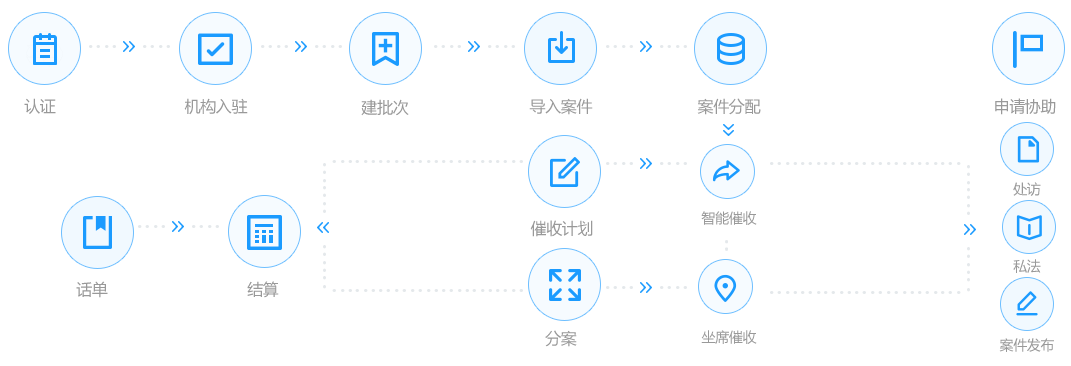 认证
机构入驻
建批次
导入案件
案件分配
申请协助
处访
智能催收
催收计划
私法
话单
结算
分案
坐席催收
案件发布